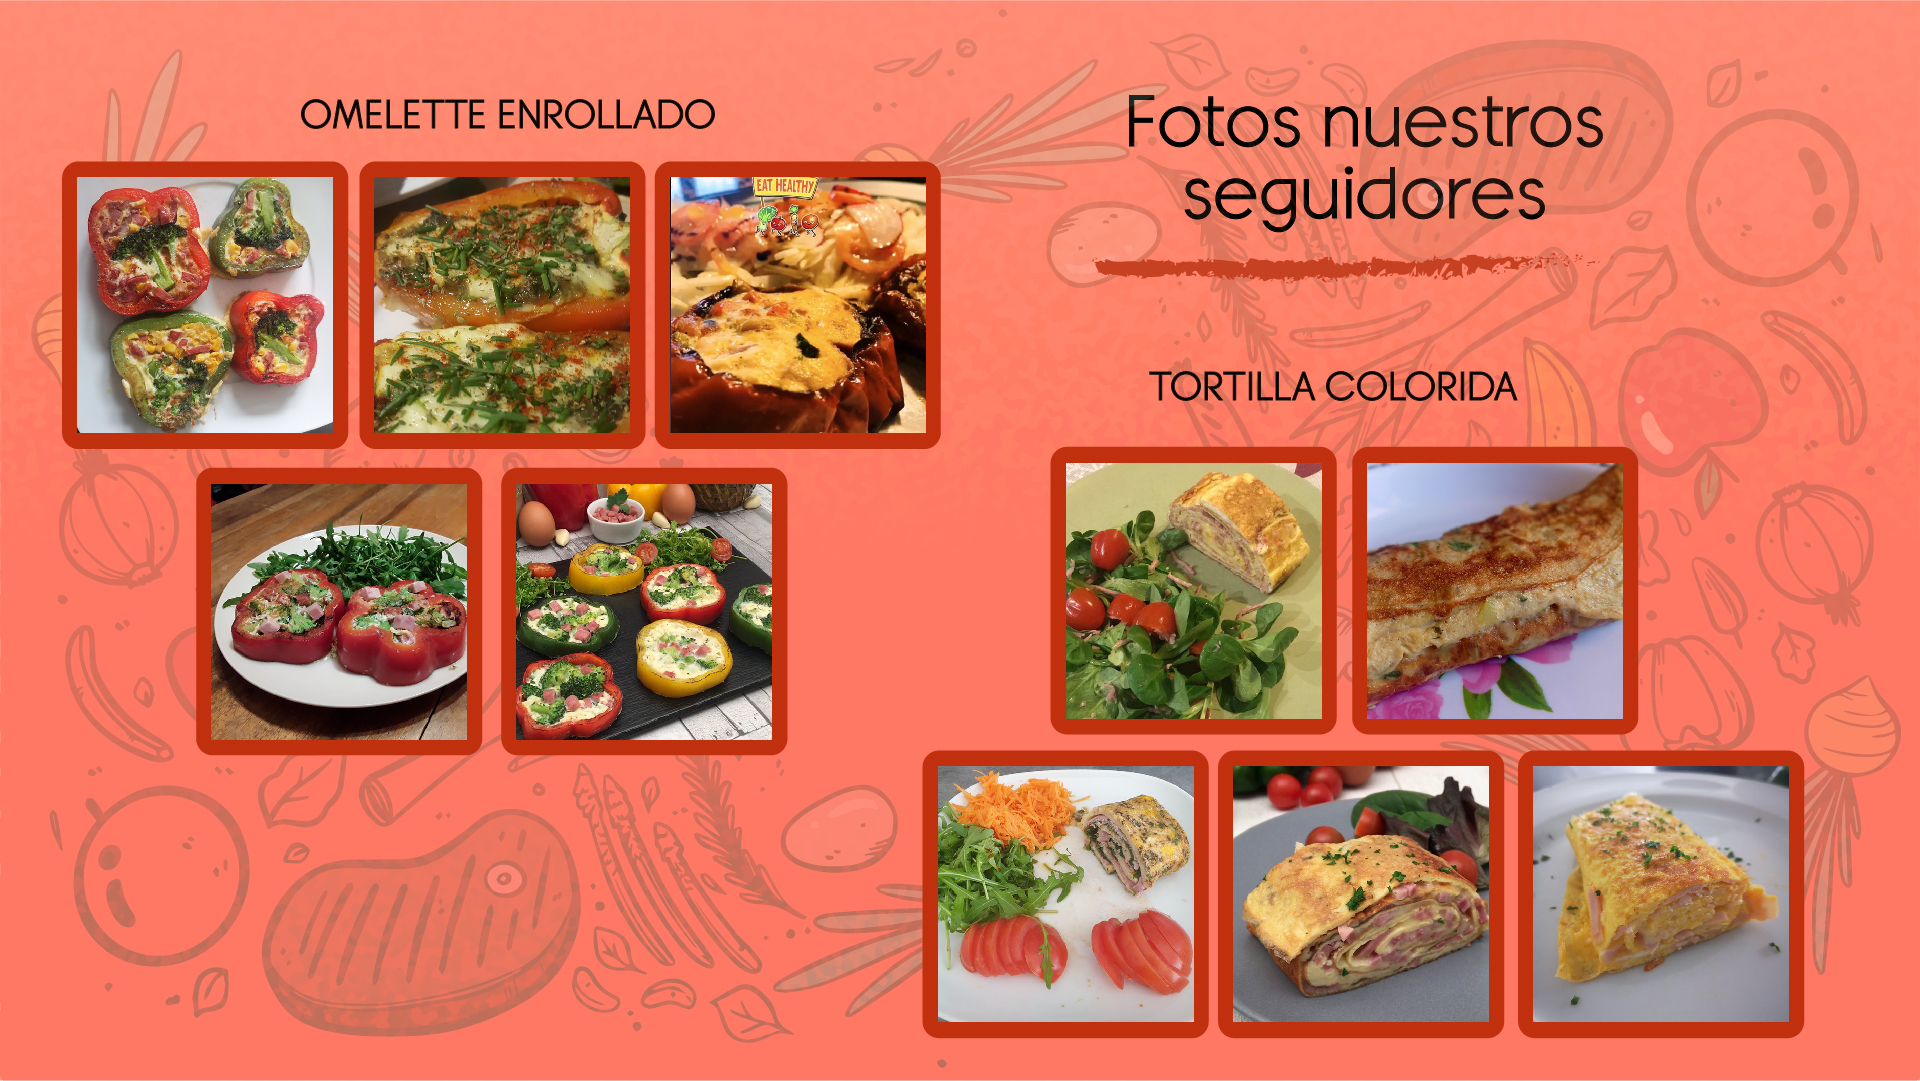 OMELETTE ENROLLADO
Fotos nuestros
seguidores
EAT HEALTHY
TORTILLA COLORIDA